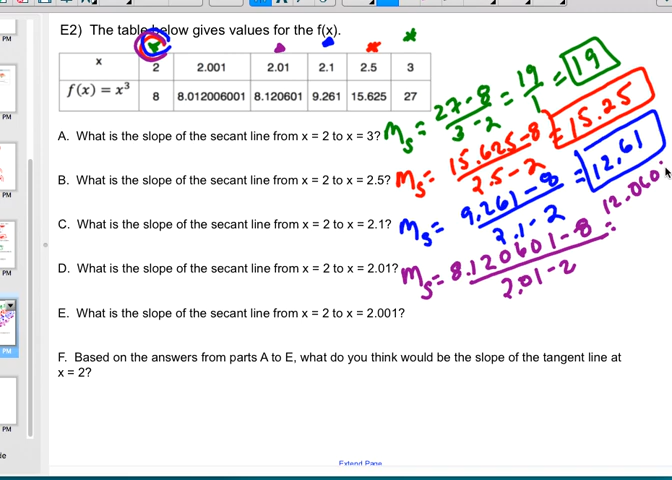 PM
PM
PM
PM
PM
PM
E2) The table below gives values for the f(x).
x 2 2.001 2.01 2.1 2.5 3
f(x) = x³ 8 8.012006001 8.120601 9.261 15.625 27
A. What is the slope of the secant line from x = 2 to x = 3?
Ms = 27-8 / 3-2 = 19 / 1 = 19
B. What is the slope of the secant line from x = 2 to x = 2.5?
Ms = 15.625-8 / 2.5-2 = 15.25
C. What is the slope of the secant line from x = 2 to x = 2.1?
Ms = 9.261-8 / 2.1-2 = 12.61
D. What is the slope of the secant line from x = 2 to x = 2.01?
Ms = 8.120601-8 / 2.01-2 = 12.060.
E. What is the slope of the secant line from x = 2 to x = 2.001?
F. Based on the answers from parts A to E, what do you think would be the slope of the tangent line at
x = 2?
Extend Page